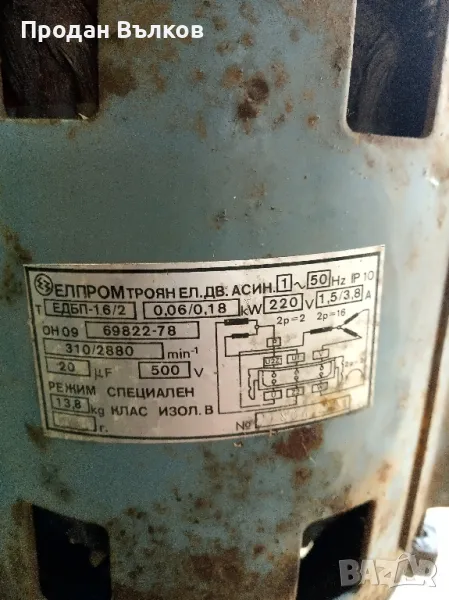 Продан Вълков
ЕЛПРОМ ТРОЯН ЕЛ. ДВ. АСИН. 1 ~ 50 Hz IP 10
т ЕДБП-16/2 0,06/0,18 kW 220 V 1,5/3,8 A
ОН 09 69822-78 2p=2 2p=16
310/2880 min-1
20 µF 500 V
РЕЖИМ СПЕЦИАЛЕН
13,8 kg КЛАС ИЗОЛ. В
г. №
BAZAR